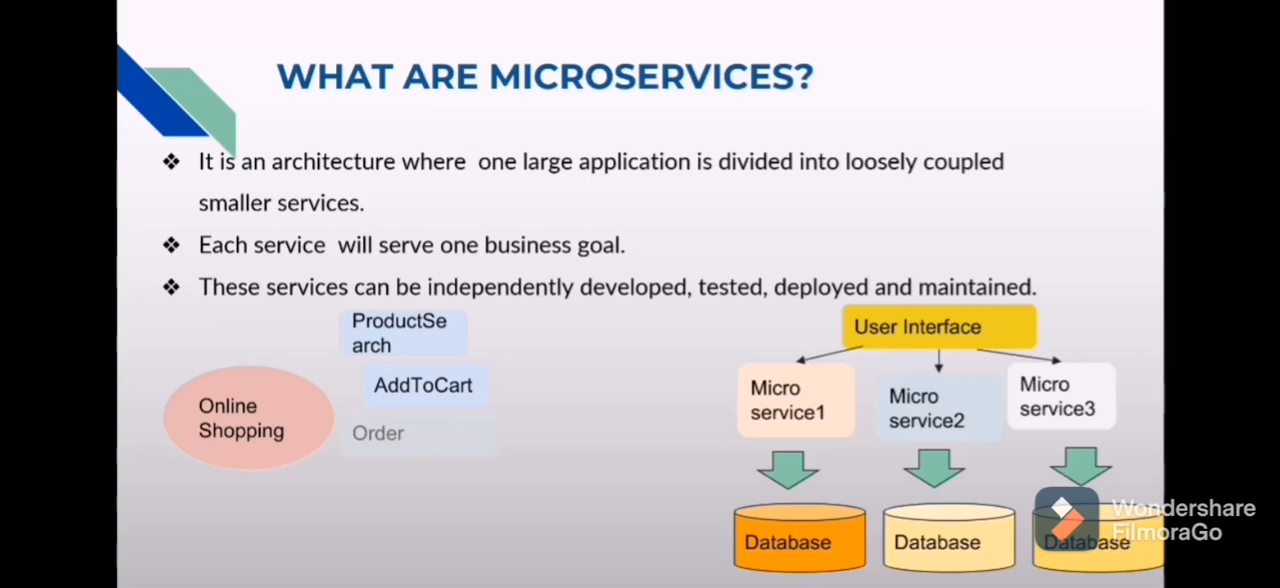 WHAT ARE MICROSERVICES?
❖ It is an architecture where one large application is divided into loosely coupled
smaller services.
❖ Each service will serve one business goal.
❖ These services can be independently developed, tested, deployed and maintained.
ProductSe
arch
AddToCart
Online
Shopping
Order
User Interface
Micro
service1
Micro
service2
Micro
service3
Database
Database
Database
Wondershare
FilmoraGo